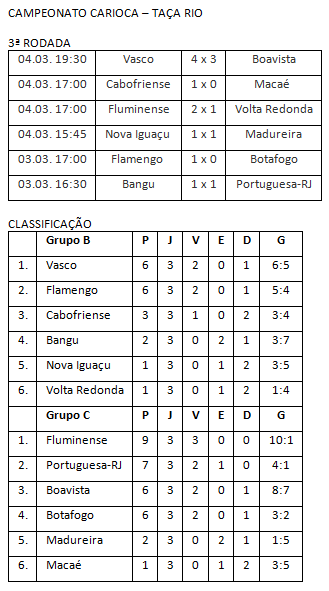 CAMPEONATO CARIOCA – TAÇA RIO
3ª RODADA
04.03. 19:30 Vasco 4 x 3 Boavista
04.03. 17:00 Cabofriense 1 x 0 Macaé
04.03. 17:00 Fluminense 2 x 1 Volta Redonda
04.03. 15:45 Nova Iguaçu 1 x 1 Madureira
03.03. 17:00 Flamengo 1 x 0 Botafogo
03.03. 16:30 Bangu 1 x 1 Portuguesa-RJ
CLASSIFICAÇÃO
Grupo B P J V E D G
1. Vasco 6 3 2 0 1 6:5
2. Flamengo 6 3 2 0 1 5:4
3. Cabofriense 3 3 1 0 2 3:4
4. Bangu 2 3 0 2 1 3:7
5. Nova Iguaçu 1 3 0 1 2 3:5
6. Volta Redonda 1 3 0 1 2 1:4
Grupo C P J V E D G
1. Fluminense 9 3 3 0 0 10:1
2. Portuguesa-RJ 7 3 2 1 0 4:1
3. Boavista 6 3 2 0 1 8:7
4. Botafogo 6 3 2 0 1 3:2
5. Madureira 2 3 0 2 1 1:5
6. Macaé 1 3 0 1 2 3:5